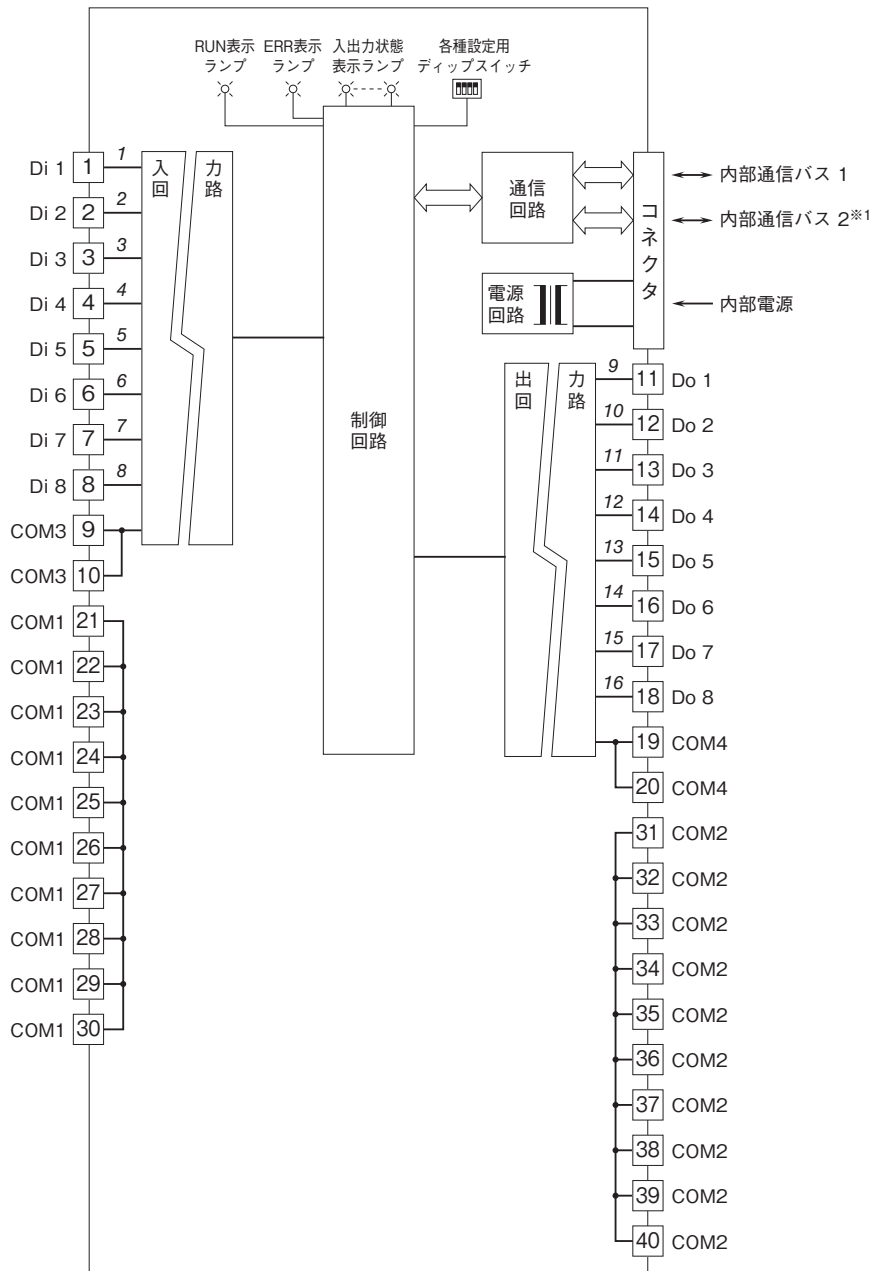 RUN表示
ランプ
ERR表示
ランプ
入出力状態
表示ランプ
各種設定用
ディップスイッチ
Di 1 1 1
Di 2 2 2
Di 3 3 3
Di 4 4 4
Di 5 5 5
Di 6 6 6
Di 7 7 7
Di 8 8 8
COM3 9
COM3 10
COM1 21
COM1 22
COM1 23
COM1 24
COM1 25
COM1 26
COM1 27
COM1 28
COM1 29
COM1 30
入力
回路
制御
回路
通信
回路
電源
回路
コネクタ
内部通信バス 1
内部通信バス 2※1
内部電源
出力
回路
9 11 Do 1
10 12 Do 2
11 13 Do 3
12 14 Do 4
13 15 Do 5
14 16 Do 6
15 17 Do 7
16 18 Do 8
19 COM4
20 COM4
31 COM2
32 COM2
33 COM2
34 COM2
35 COM2
36 COM2
37 COM2
38 COM2
39 COM2
40 COM2